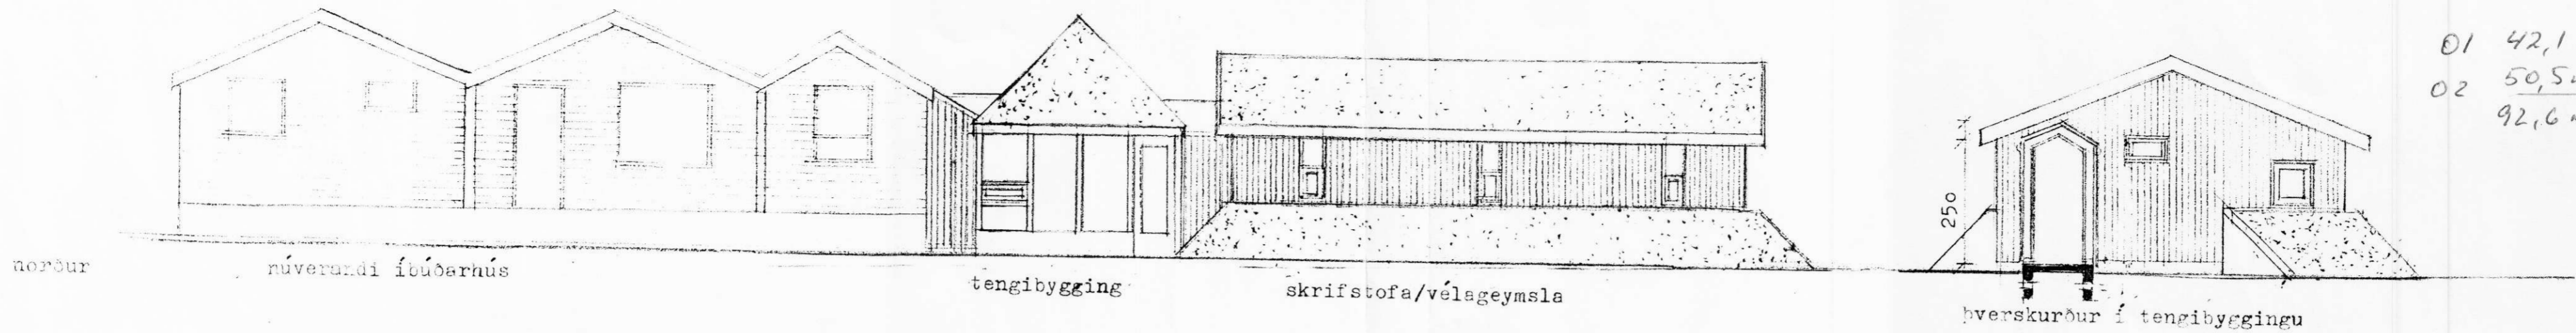 01 42,1
02 50,5
92,6
250
norður
núverandi íbúðarhús
tengibygging
skrifstofa/vélageymsla
þverskurður í tengibyggingu